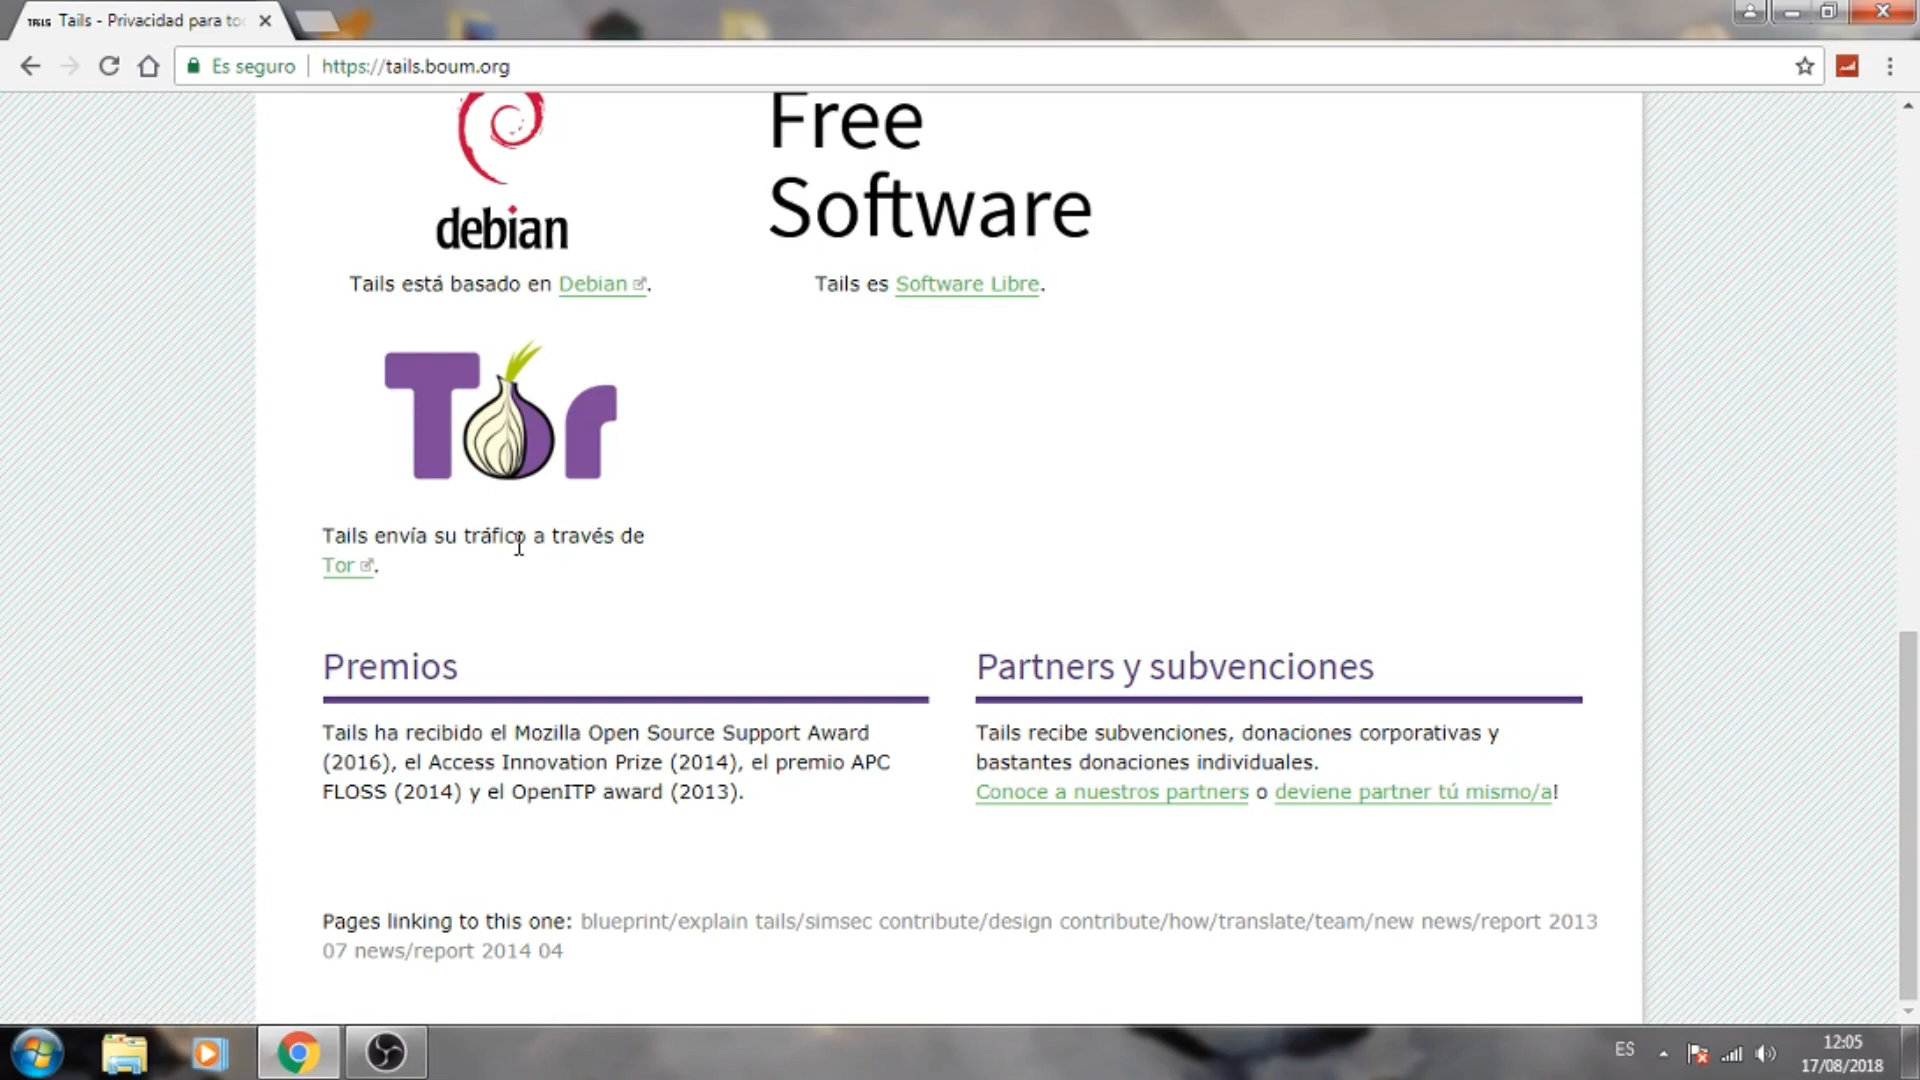 TAILS Tails - Privacidad para to
Es seguro https://tails.boum.org
debian
Free
Software
Tails está basado en Debian.
Tails es Software Libre.
Tor
Tails envía su tráfico a través de
Tor.
Premios
Tails ha recibido el Mozilla Open Source Support Award
(2016), el Access Innovation Prize (2014), el premio APC
FLOSS (2014) y el OpenITP award (2013).
Partners y subvenciones
Tails recibe subvenciones, donaciones corporativas y
bastantes donaciones individuales.
Conoce a nuestros partners o deviene partner tú mismo/a!
Pages linking to this one: blueprint/explain tails/simsec contribute/design contribute/how/translate/team/new news/report 2013
07 news/report 2014 04
ES
12:05
17/08/2018